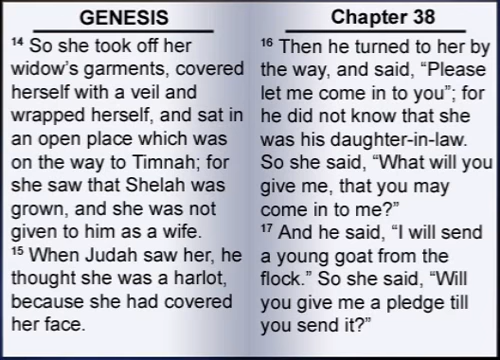 GENESIS
14 So she took off her
widow's garments, covered
herself with a veil and
wrapped herself, and sat in
an open place which was
on the way to Timnah; for
she saw that Shelah was
grown, and she was not
given to him as a wife.
15 When Judah saw her, he
thought she was a harlot,
because she had covered
her face.
Chapter 38
16 Then he turned to her by
the way, and said, “Please
let me come in to you”; for
he did not know that she
was his daughter-in-law.
So she said, “What will you
give me, that you may
come in to me?”
17 And he said, “I will send
a young goat from the
flock.” So she said, “Will
you give me a pledge till
you send it?”